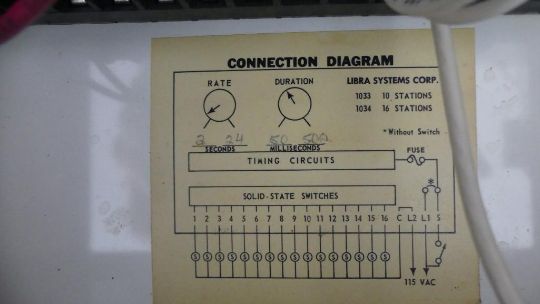 CONNECTION DIAGRAM
RATE
DURATION
LIBRA SYSTEMS CORP.
1033 10 STATIONS
1034 16 STATIONS
*Without Switch
2 24
50 500
SECONDS
MILLISECONDS
FUSE
TIMING CIRCUITS
*
SOLID-STATE SWITCHES
1 2 3 4 5 6 7 8 9 10 11 12 13 14 15 16 C L2 L1 S
S S S S S S S S S S S S S S S S
115 VAC